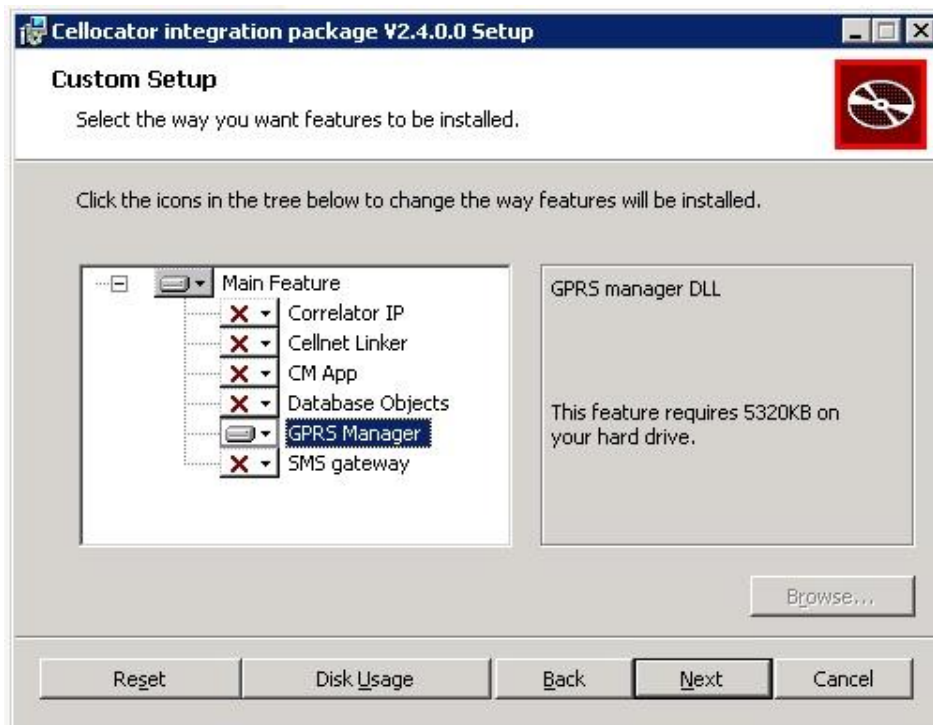 Cellocator integration package V2.4.0.0 Setup
Custom Setup
Select the way you want features to be installed.
Click the icons in the tree below to change the way features will be installed.
Main Feature
Correlator IP
Cellnet Linker
CM App
Database Objects
GPRS Manager
SMS gateway
GPRS manager DLL
This feature requires 5320KB on
your hard drive.
Browse...
Reset
Disk Usage
Back
Next
Cancel